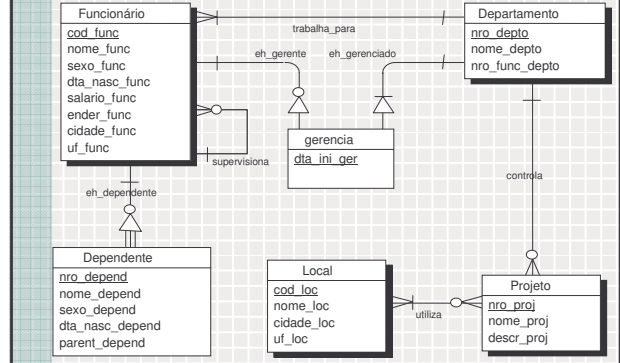 Funcionário
cod_func
nome_func
sexo_func
dta_nasc_func
salario_func
ender_func
cidade_func
uf_func
trabalha_para
eh_gerente
eh_gerenciado
Departamento
nro_depto
nome_depto
nro_func_depto
gerencia
dta_ini_ger
supervisiona
eh_dependente
controla
Dependente
nro_depend
nome_depend
sexo_depend
dta_nasc_depend
parent_depend
Local
cod_loc
nome_loc
cidade_loc
uf_loc
utiliza
Projeto
nro_proj
nome_proj
descr_proj